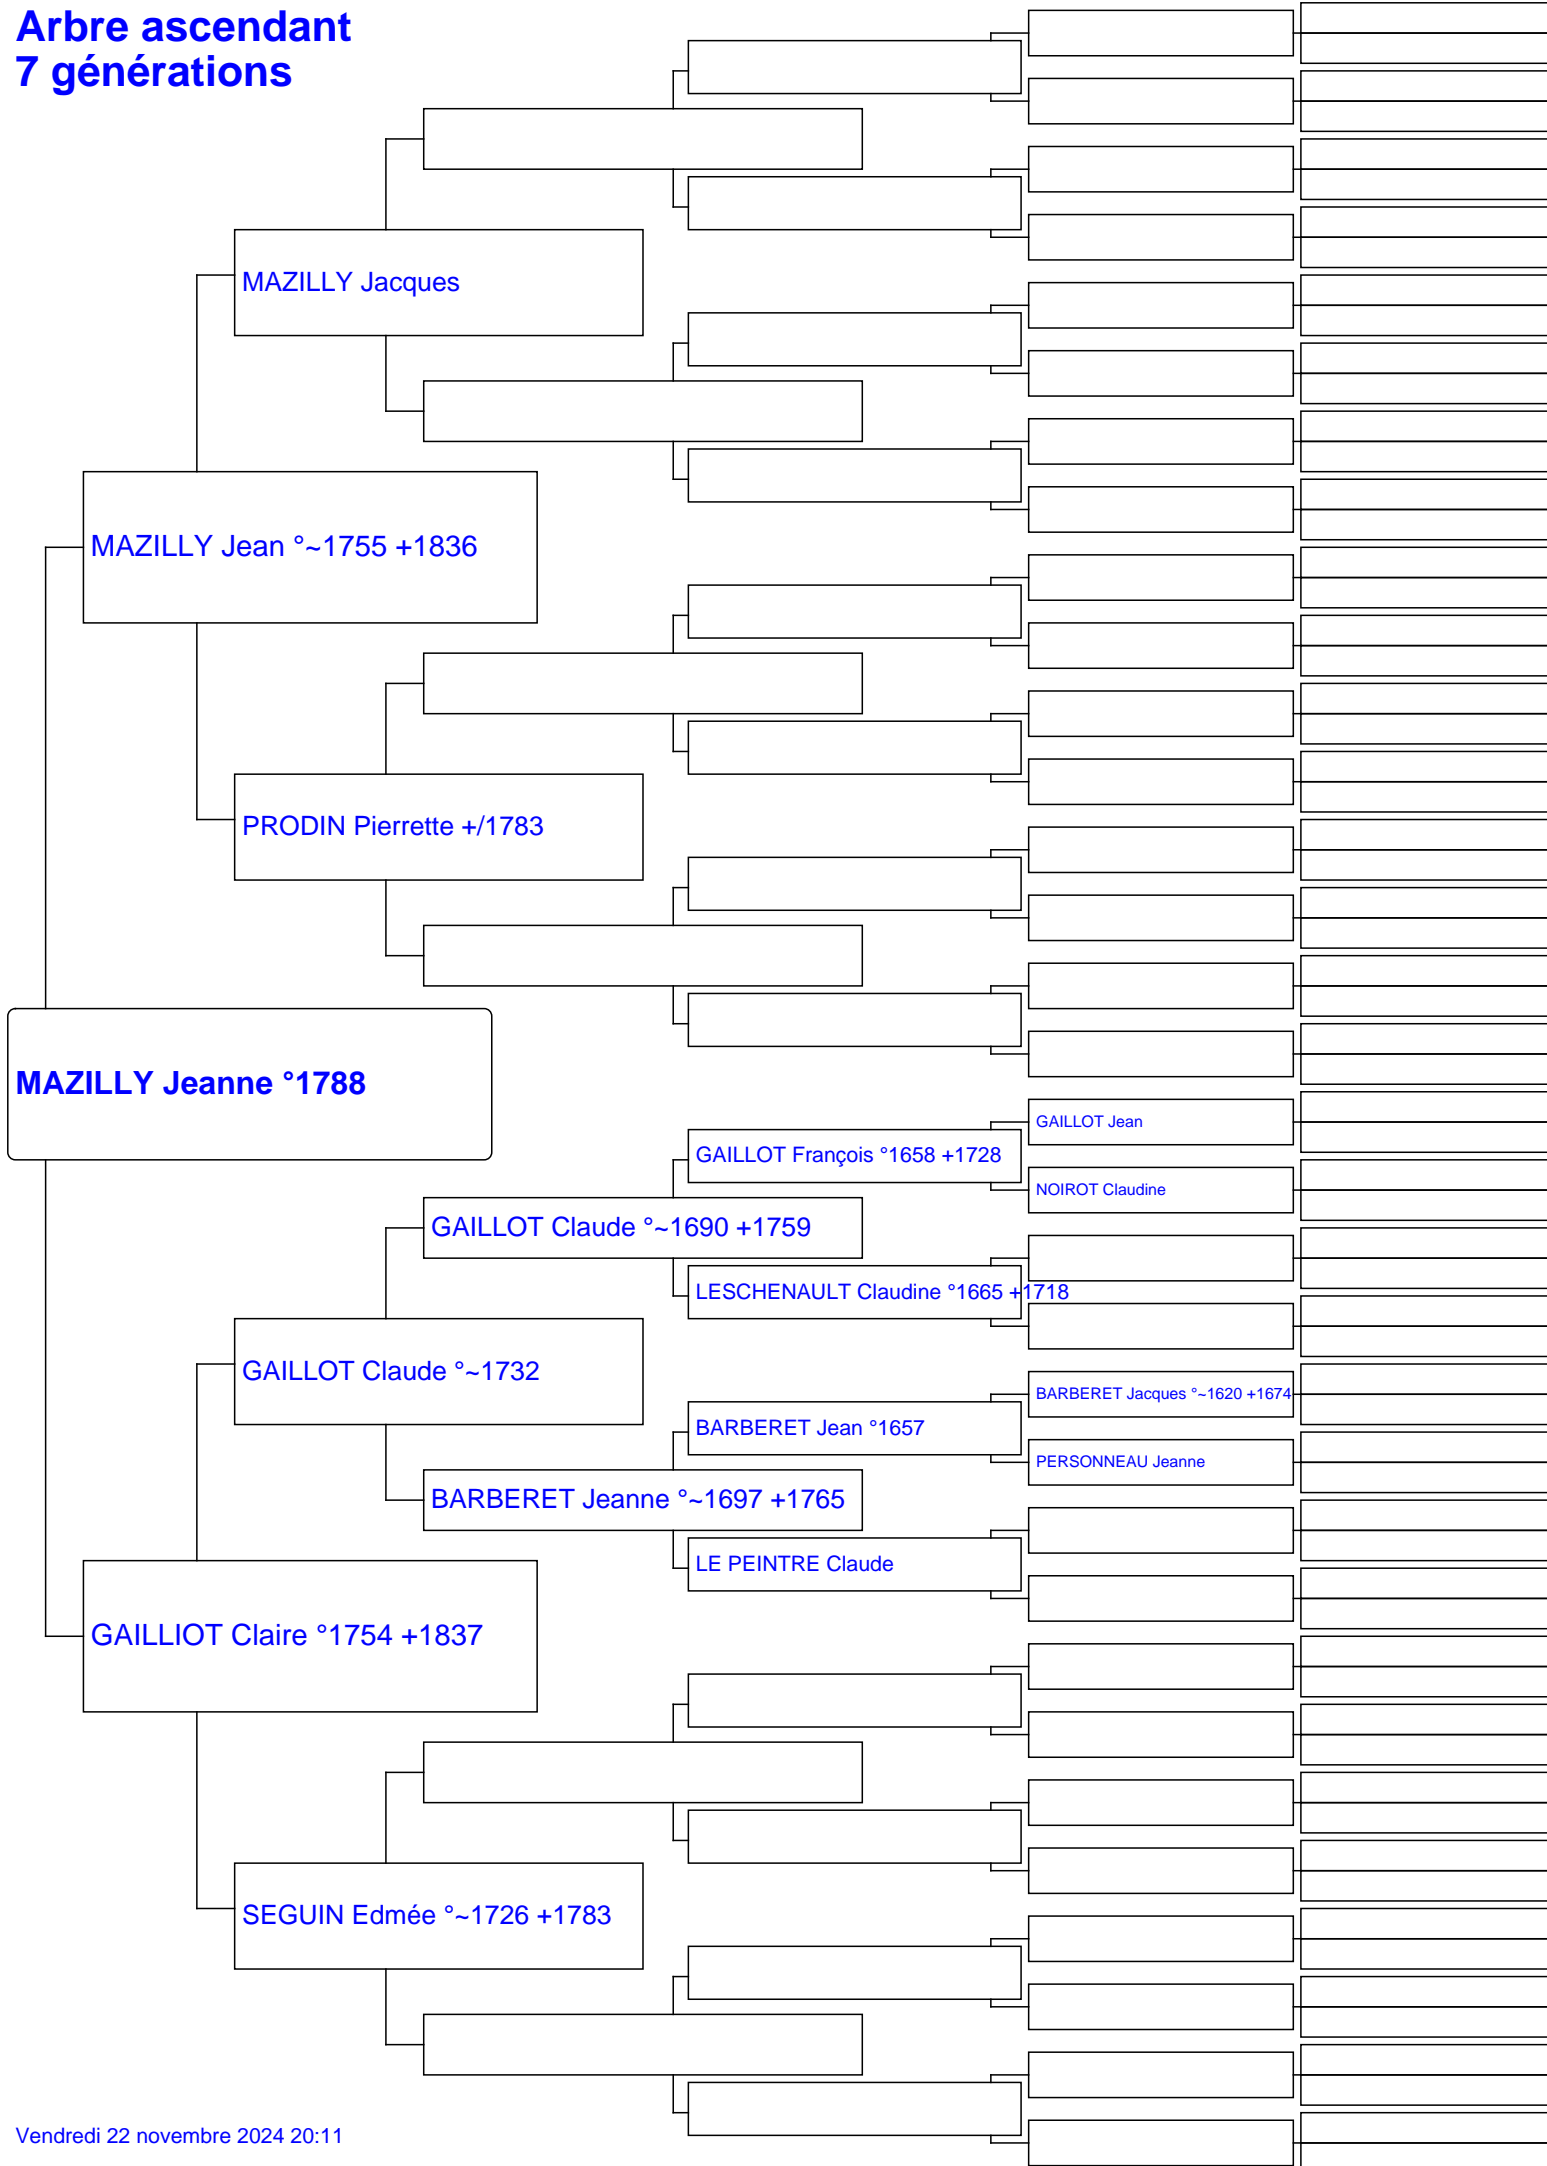 Arbre ascendant
7 générations
MAZILLY Jacques
MAZILLY Jean °~1755 +1836
PRODIN Pierrette +/1783
MAZILLY Jeanne °1788
GAILLOT Jean
GAILLOT François °1658 +1728
NOIROT Claudine
GAILLOT Claude °~1690 +1759
LESCHENAULT Claudine °1665 +1718
GAILLOT Claude °~1732
BARBERET Jacques °~1620 +1674
BARBERET Jean °1657
PERSONNEAU Jeanne
BARBERET Jeanne °~1697 +1765
LE PEINTRE Claude
GAILLIOT Claire °1754 +1837
SEGUIN Edmée °~1726 +1783
Vendredi 22 novembre 2024 20:11